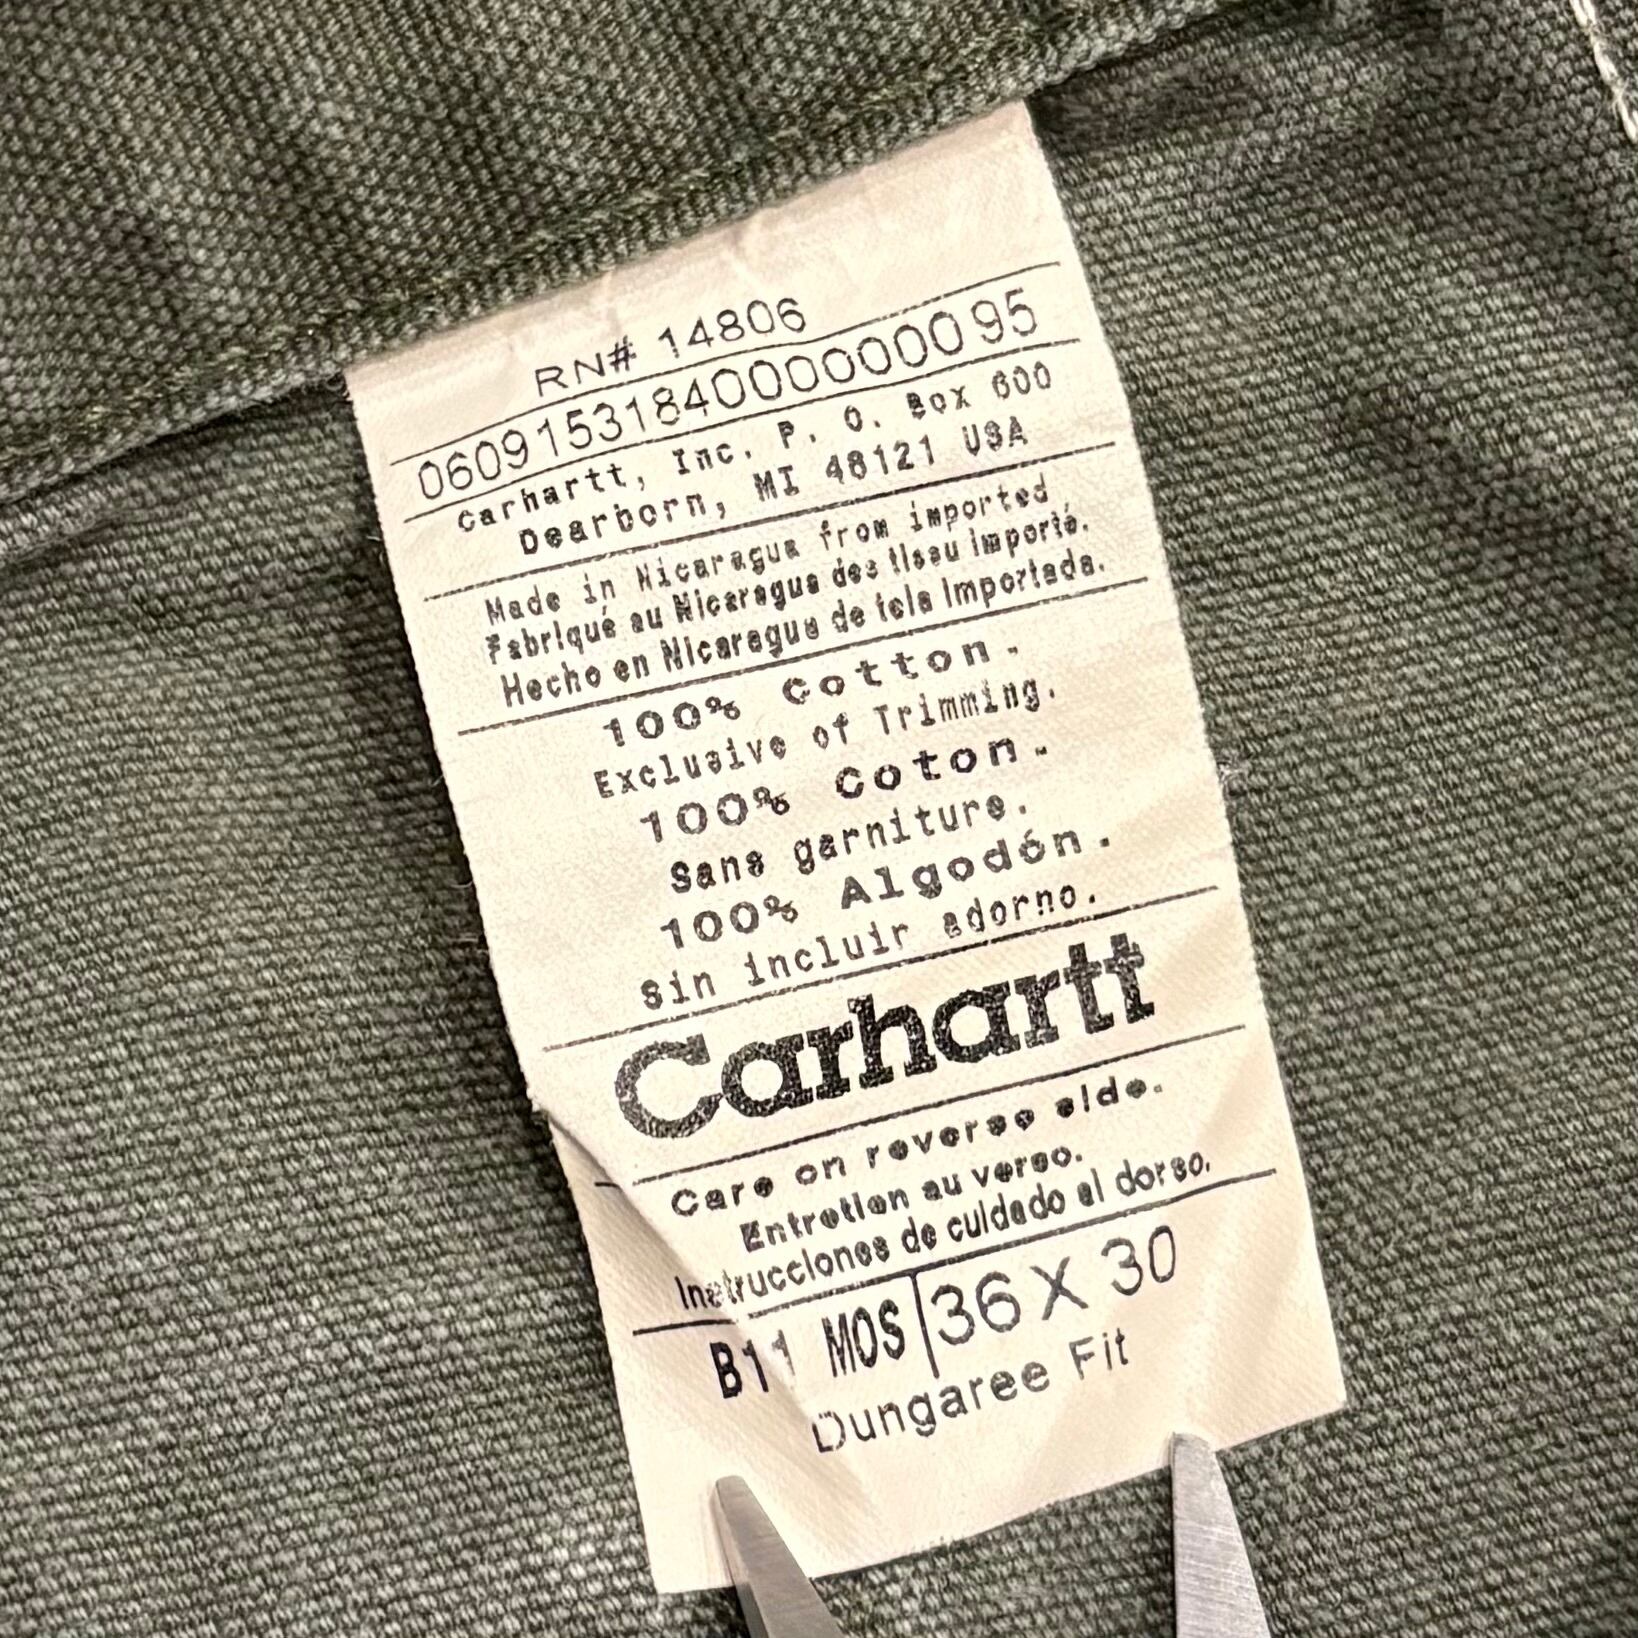 RN# 14806
060915318400000000095
Carhartt, Inc. P. O. Box 600
Dearborn, MI 48121 USA
Made in Nicaragua from imported
Fabriqué au Nicaragua des tissu importé.
Hecho en Nicaragua de tela importada.
100% Cotton.
Exclusive of Trimming.
100% Coton.
Sans garniture.
100% Algodón.
Sin incluir adorno.
Carhartt
Care on reverse side.
Entretien au verso.
Instrucciones de cuidado al dorso.
B11 MOS 36 X 30
Dungaree Fit